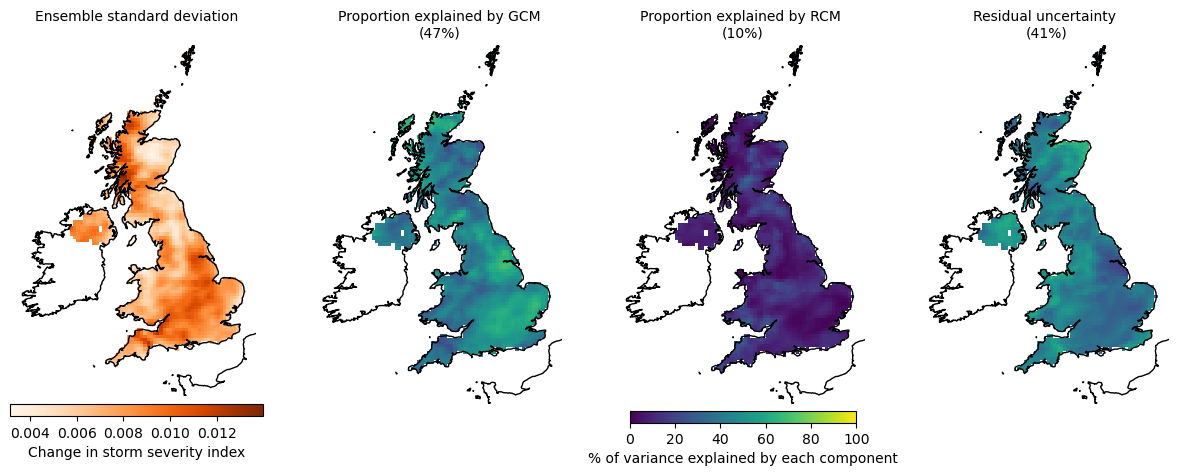 Ensemble standard deviation
Proportion explained by GCM
(47%)
Proportion explained by RCM
(10%)
Residual uncertainty
(41%)
0.004 0.006 0.008 0.010 0.012
Change in storm severity index
0 20 40 60 80 100
% of variance explained by each component